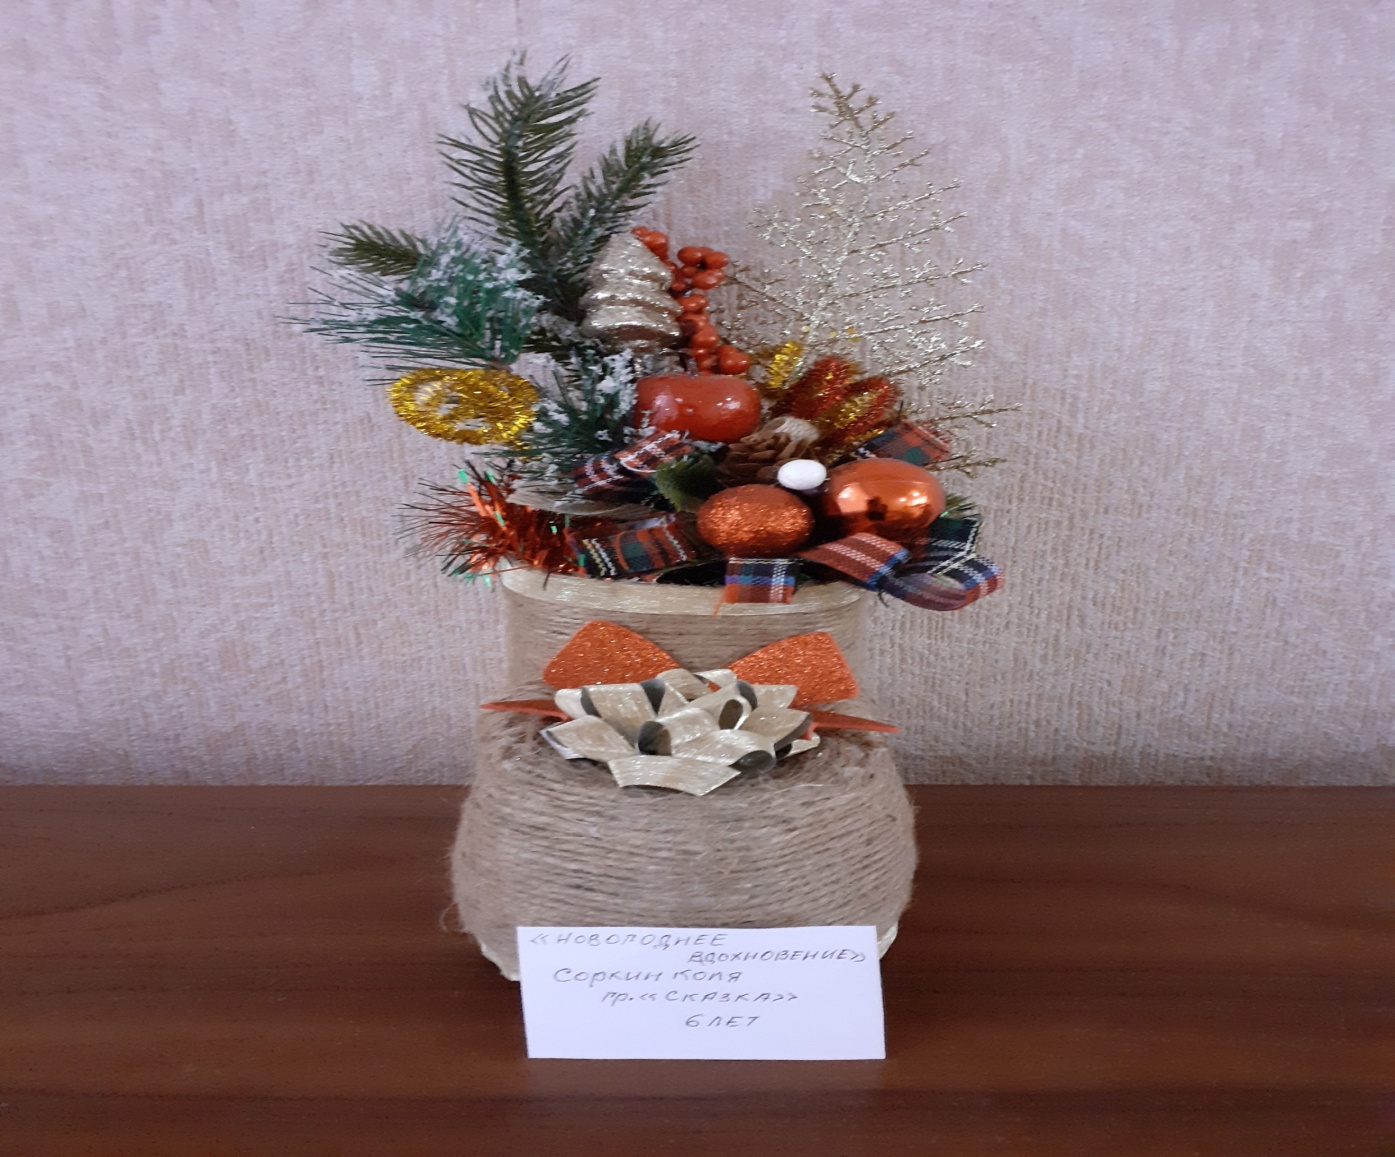 «НОВОГОДНЕЕ
ВДОХНОВЕНИЕ»
Соркин Коля
гр. «СКАЗКА»
6 ЛЕТ